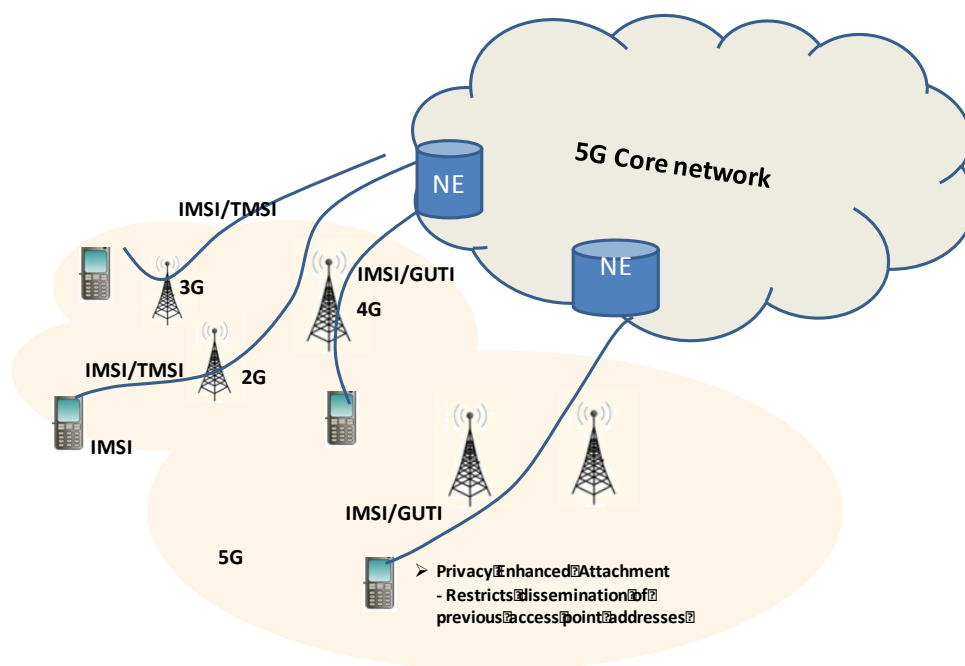 5G Core network
NE
NE
IMSI/TMSI
3G
IMSI/GUTI
4G
IMSI/TMSI
2G
IMSI
IMSI/GUTI
5G
➢ Privacy⍰Enhanced⍰Attachment
- Restricts⍰dissemination⍰of⍰
previous⍰access⍰point⍰addresses⍰